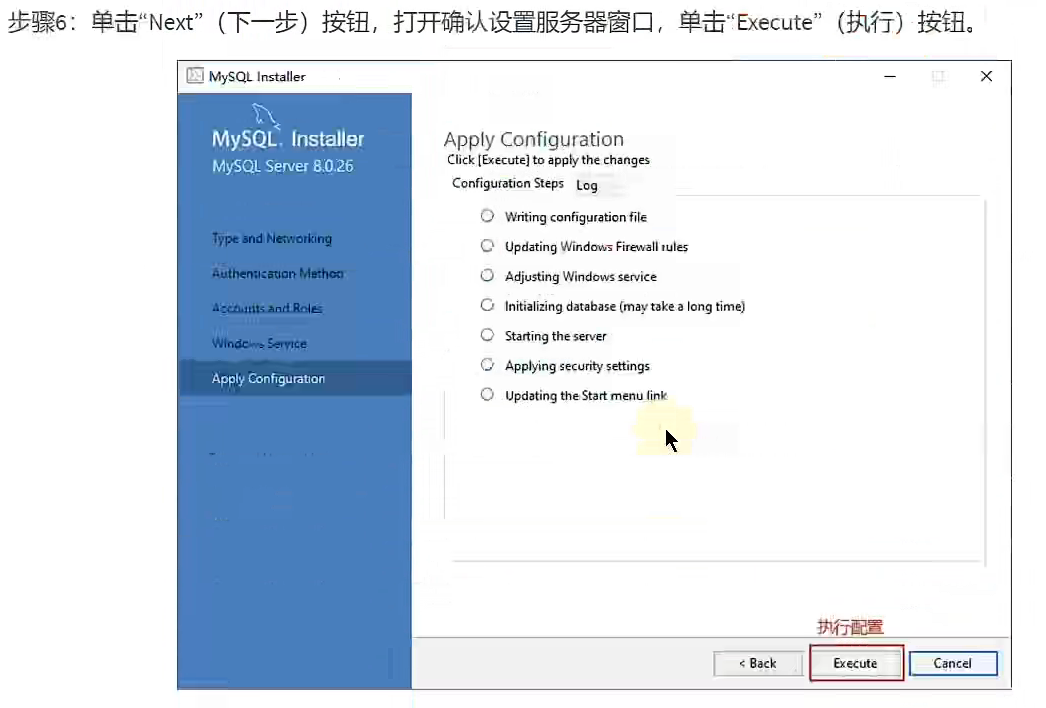 步骤6：单击“Next”（下一步）按钮，打开确认设置服务器窗口，单击“Execute”（执行）按钮。
MySQL Installer
MySQL. Installer
MySQL Server 8.0.26
Type and Networking
Authentication Method
Accounts and Roles
Windows Service
Apply Configuration
Apply Configuration
Click [Execute] to apply the changes
Configuration Steps Log
Writing configuration file
Updating Windows Firewall rules
Adjusting Windows service
Initializing database (may take a long time)
Starting the server
Applying security settings
Updating the Start menu link
执行配置
< Back Execute Cancel